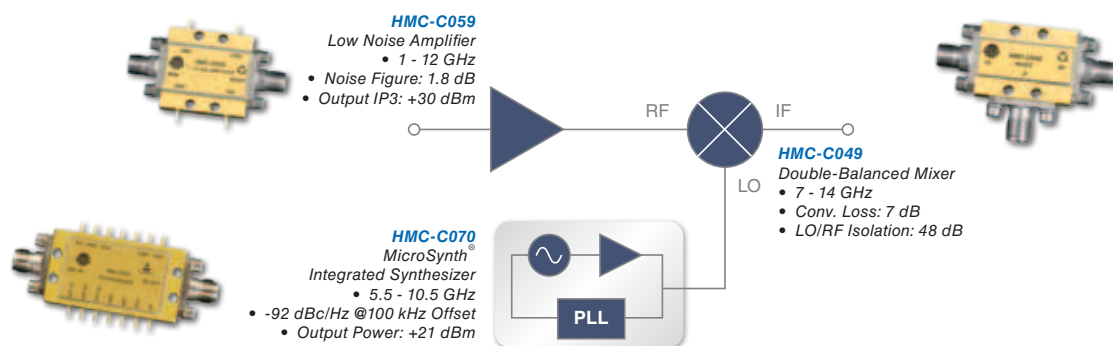 HMC-C059
Low Noise Amplifier
• 1 - 12 GHz
• Noise Figure: 1.8 dB
• Output IP3: +30 dBm
RF
IF
LO
HMC-C049
Double-Balanced Mixer
• 7 - 14 GHz
• Conv. Loss: 7 dB
• LO/RF Isolation: 48 dB
HMC-C070
MicroSynth®
Integrated Synthesizer
• 5.5 - 10.5 GHz
• -92 dBc/Hz @100 kHz Offset
• Output Power: +21 dBm
PLL